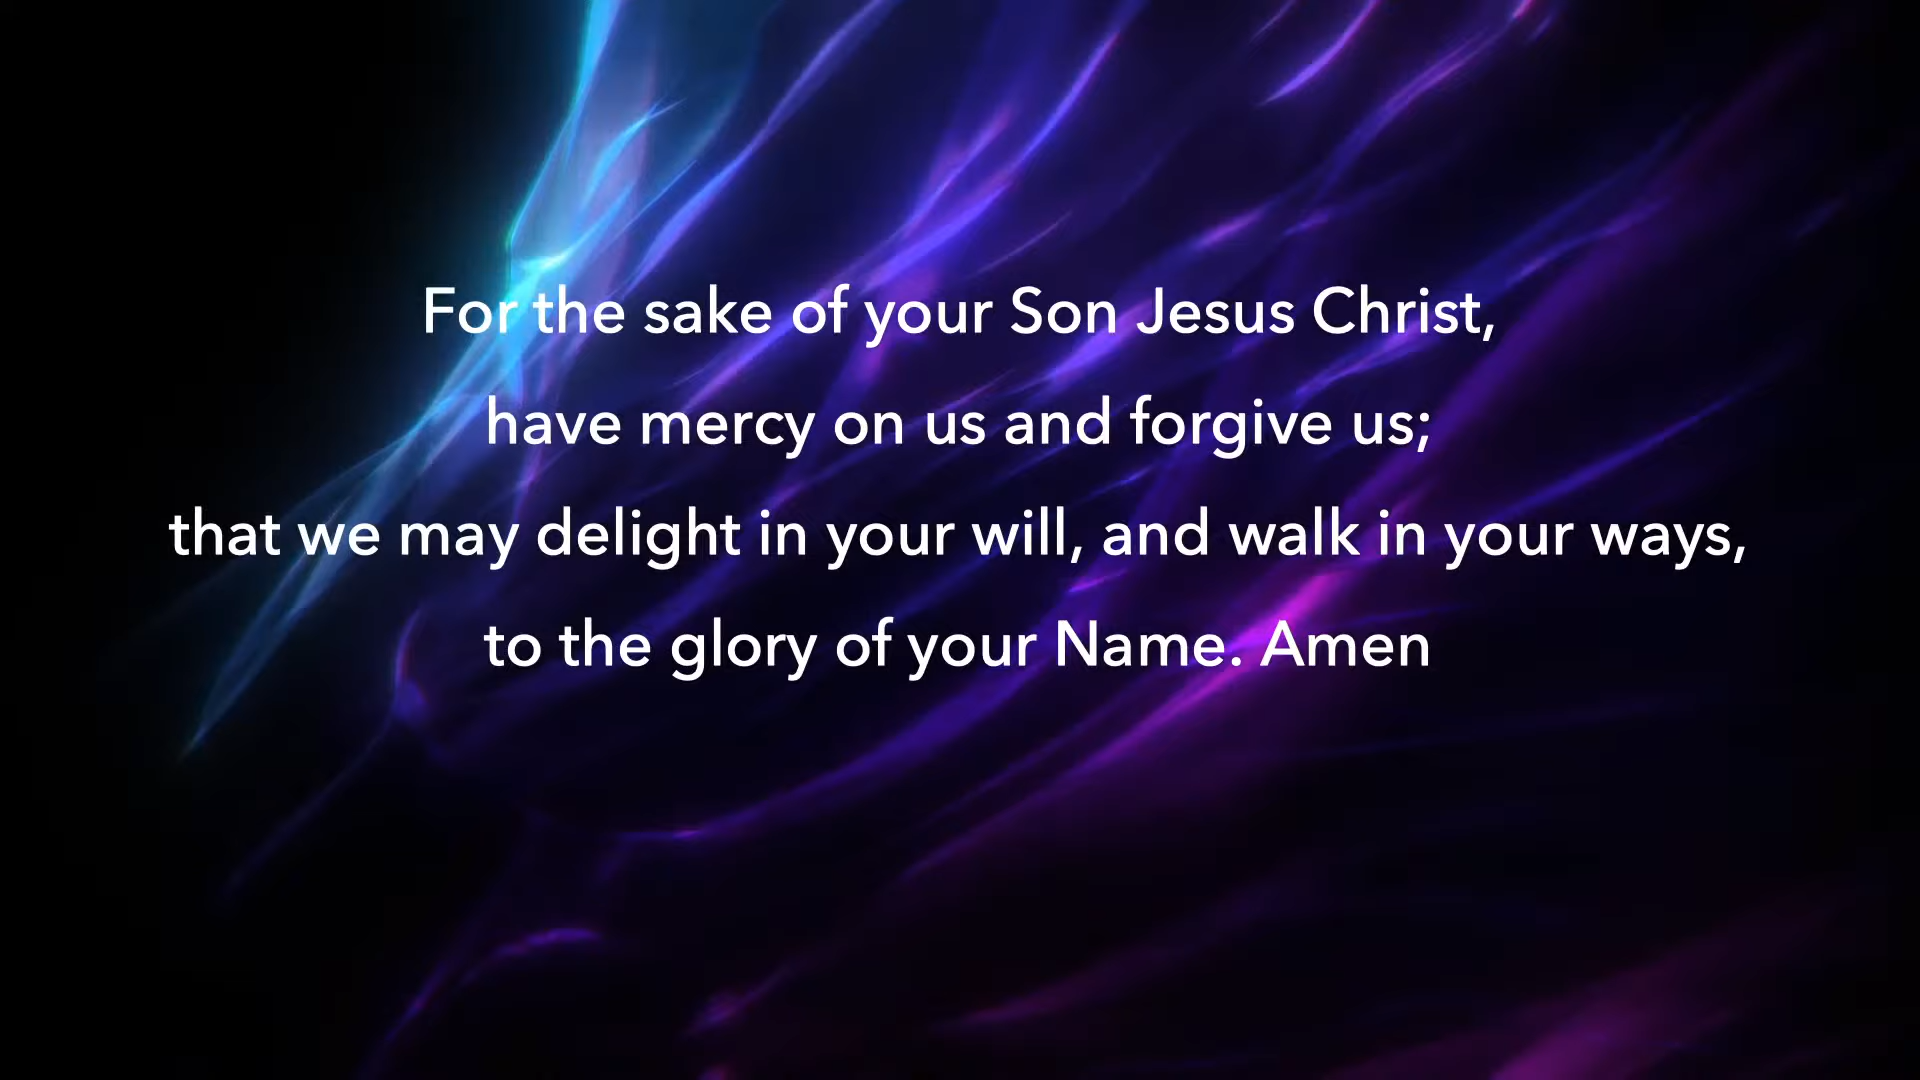 For the sake of your Son Jesus Christ,
have mercy on us and forgive us;
that we may delight in your will, and walk in your ways,
to the glory of your Name. Amen